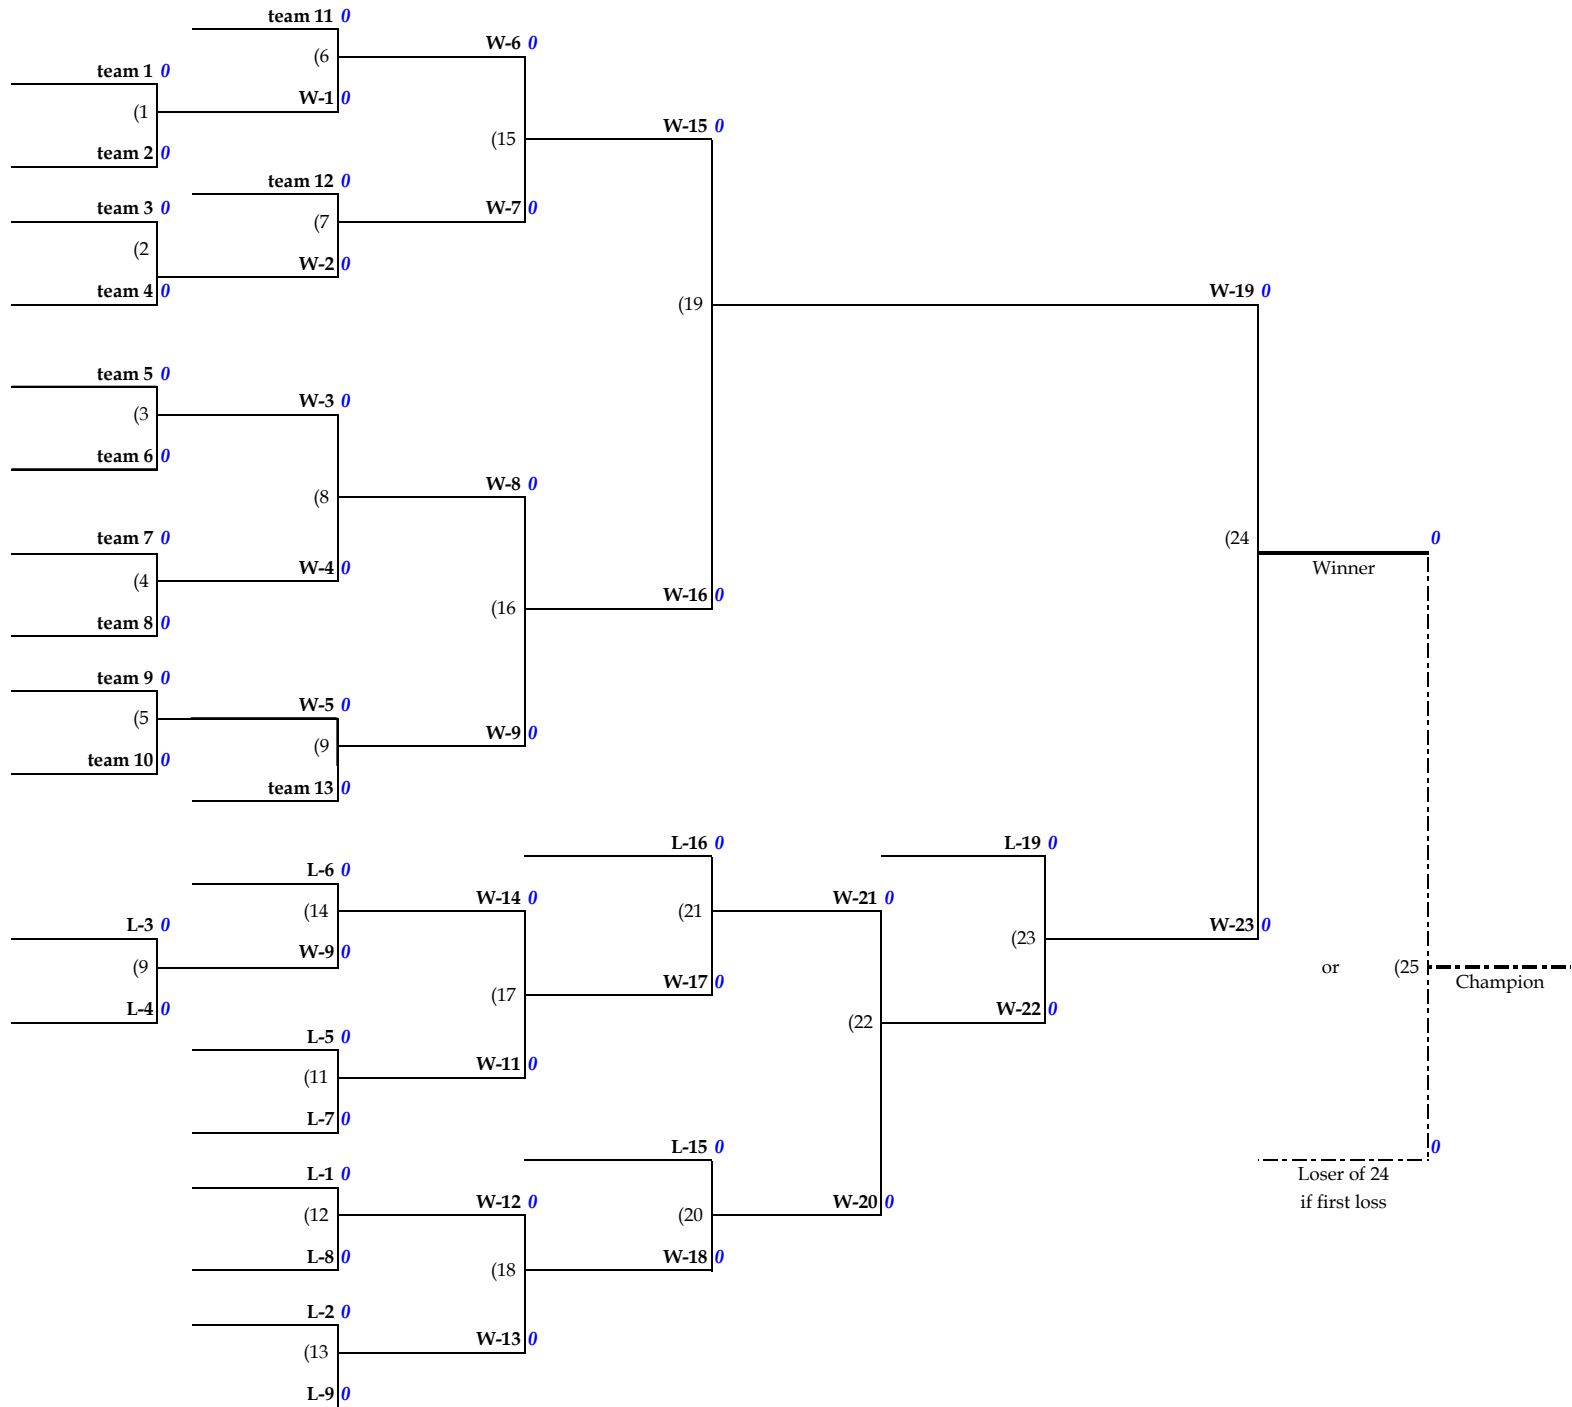 team 11 0
(6
W-6 0
team 1 0
(1
W-1 0
(15
W-15 0
team 2 0
team 12 0
team 3 0
(7
W-7 0
(2
W-2 0
team 4 0
(19
W-19 0
team 5 0
(3
W-3 0
team 6 0
(8
W-8 0
team 7 0
(24
0
(4
W-4 0
Winner
team 8 0
(16
W-16 0
team 9 0
(5
W-5 0
(9
W-9 0
team 10 0
team 13 0
L-16 0
L-19 0
L-6 0
(14
W-14 0
(21
W-21 0
L-3 0
(23
W-23 0
(9
W-9 0
or
(25
Champion
L-4 0
(17
W-17 0
W-22 0
(22
L-5 0
(11
W-11 0
L-7 0
L-15 0
0
L-1 0
Loser of 24
if first loss
(12
W-12 0
(20
W-20 0
L-8 0
(18
W-18 0
L-2 0
(13
W-13 0
L-9 0